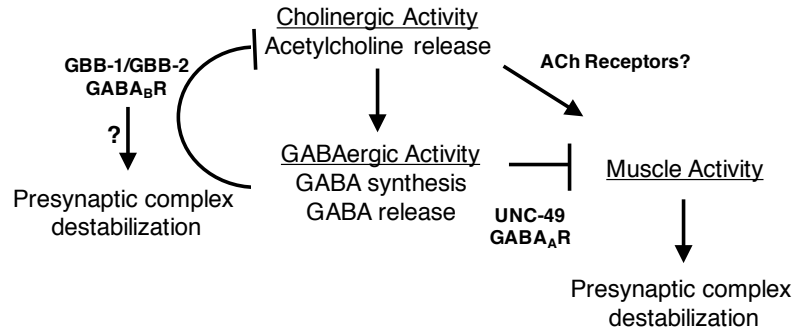 Cholinergic Activity
Acetylcholine release
GBB-1/GBB-2
GABABR
ACh Receptors?
?
GABAergic Activity
GABA synthesis
GABA release
Muscle Activity
Presynaptic complex
destabilization
UNC-49
GABAAR
Presynaptic complex
destabilization